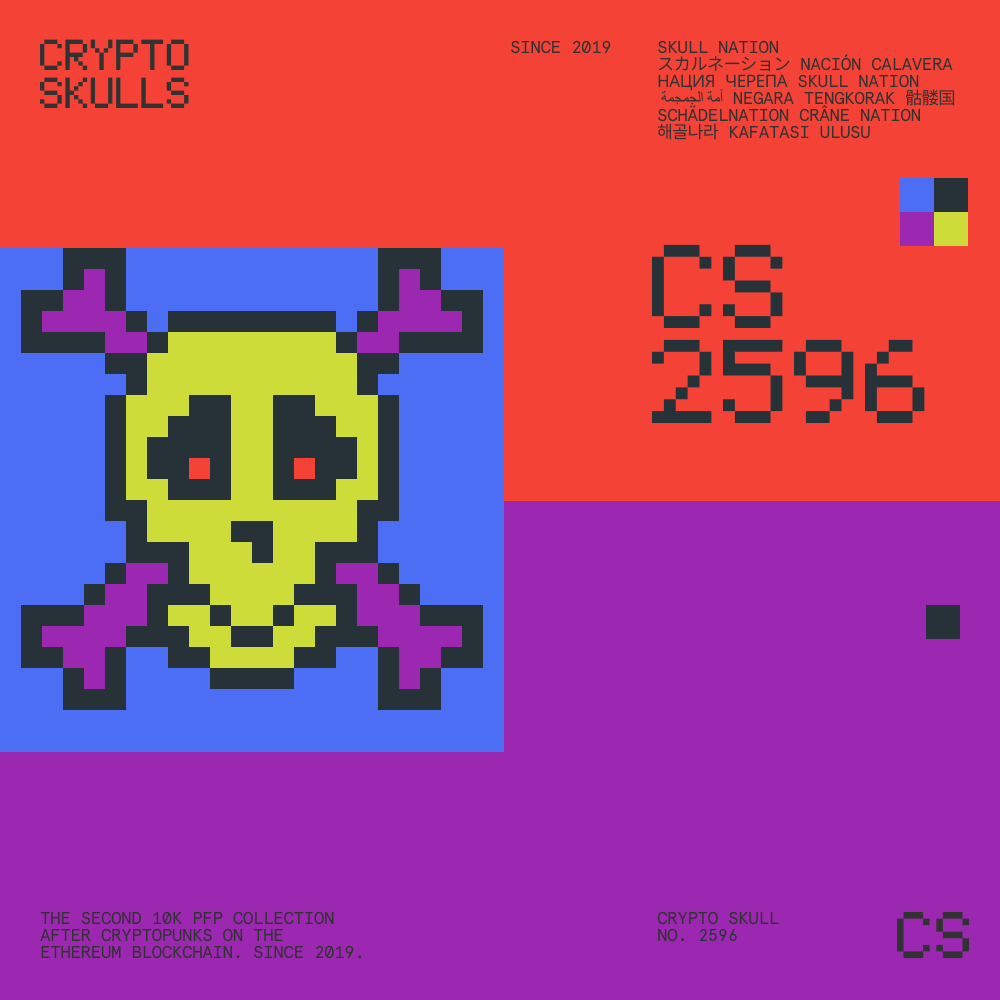 CRYPTO
SKULLS
SINCE 2019
SKULL NATION
スカルネーション NACIÓN CALAVERA
НАЦИЯ ЧЕРЕПА SKULL NATION
أمة الجمجمة NEGARA TENGKORAK 骷髅国
SCHÄDELNATION CRÂNE NATION
해골나라 KAFATASI ULUSU
CS
2596
THE SECOND 10K PFP COLLECTION
AFTER CRYPTOPUNKS ON THE
ETHEREUM BLOCKCHAIN. SINCE 2019.
CRYPTO SKULL
NO. 2596
CS